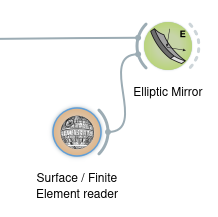 E
Elliptic Mirror
Surface / Finite
Element reader